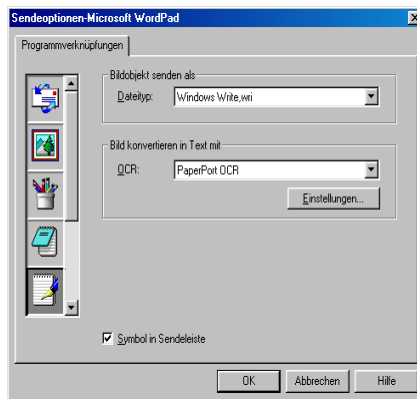 Sendeoptionen-Microsoft WordPad
Programmverknüpfungen
Bildobjekt senden als
Dateityp: Windows Write,wri
Bild konvertieren in Text mit
OCR: PaperPort OCR
Einstellungen...
Symbol in Sendeleiste
OK Abbrechen Hilfe